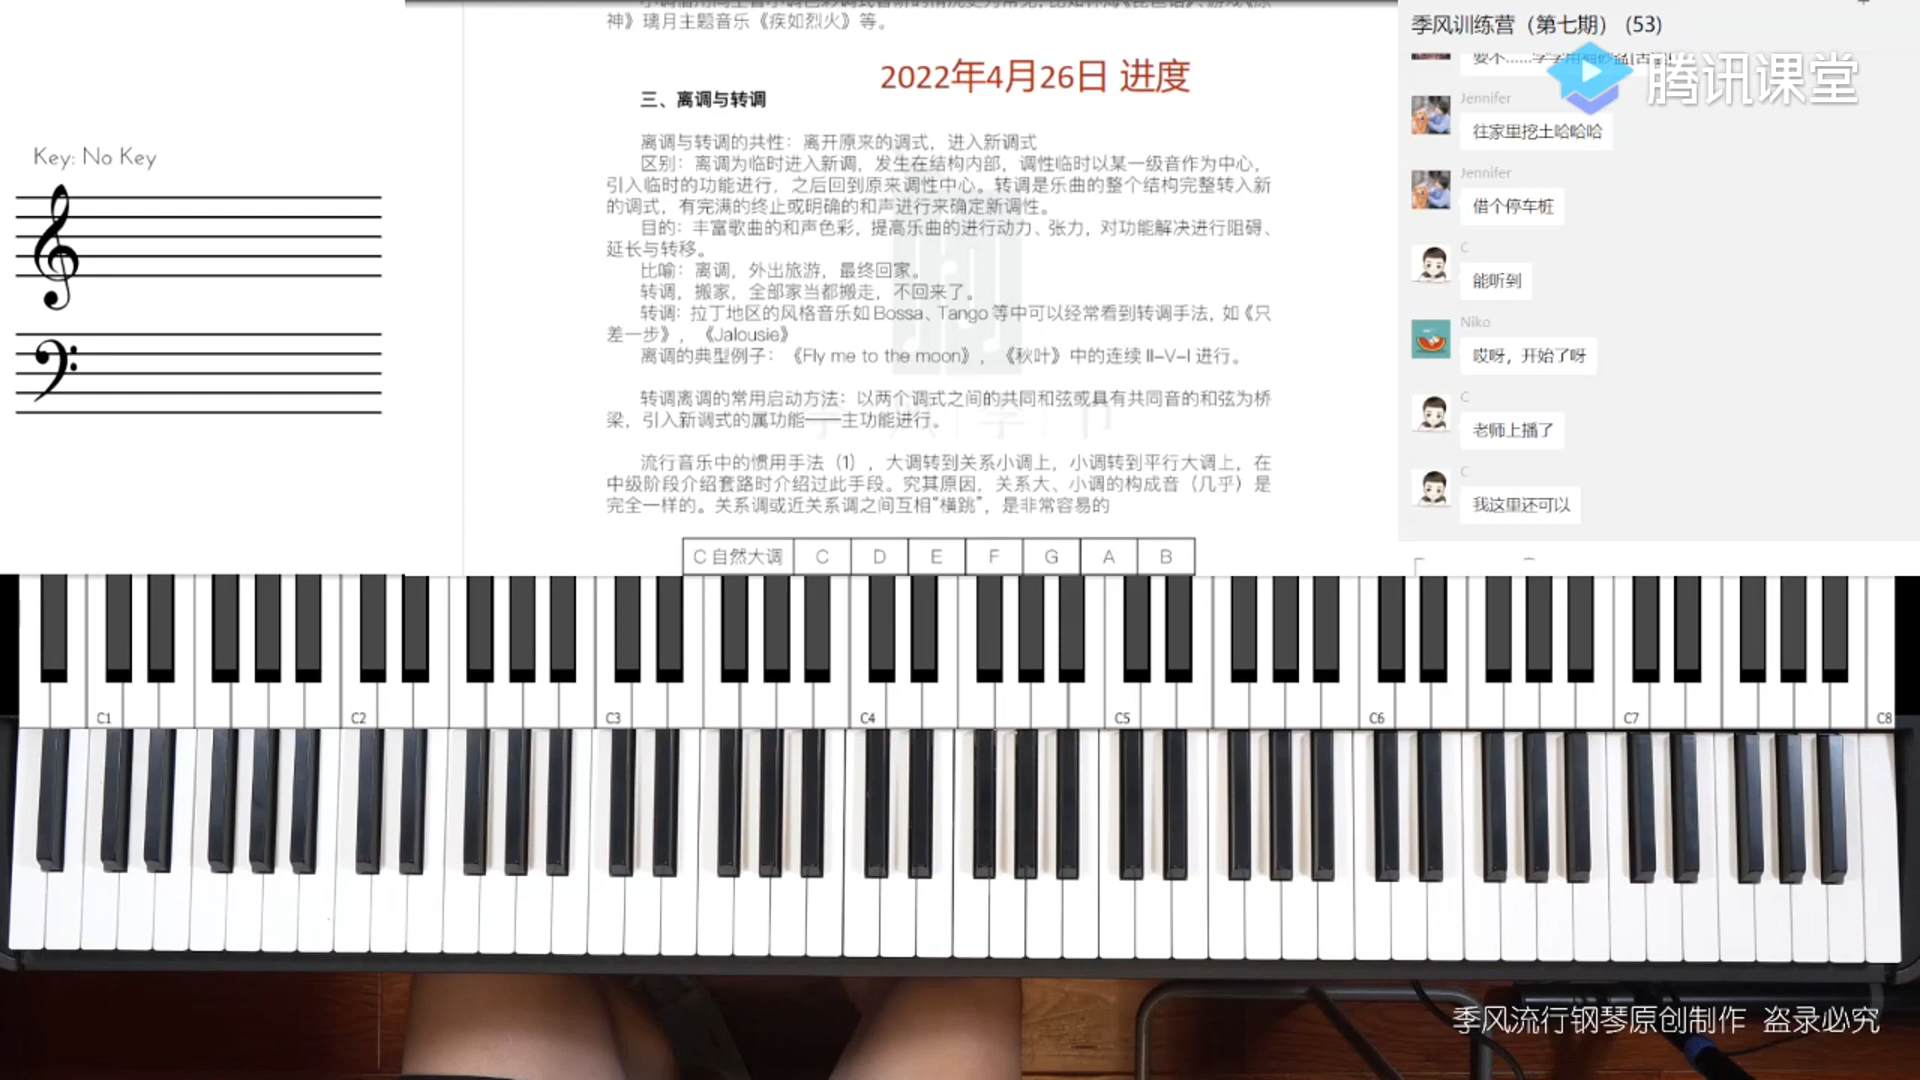 神》璃月主题音乐《疾如烈火》等。
2022年4月26日 进度
三、离调与转调
离调与转调的共性：离开原来的调式，进入新调式
区别：离调为临时进入新调，发生在结构内部，调性临时以某一级音作为中心，
引入临时的功能进行，之后回到原来调性中心。转调是乐曲的整个结构完整转入新
的调式，有完满的终止或明确的和声进行来确定新调性。
目的：丰富歌曲的和声色彩，提高乐曲的进行动力、张力，对功能解决进行阻碍、
延长与转移。
比喻：离调，外出旅游，最终回家。
转调，搬家，全部家当都搬走，不回来了。
转调：拉丁地区的风格音乐如 Bossa、Tango 等中可以经常看到转调手法，如《只
差一步》，《Jalousie》
离调的典型例子：《Fly me to the moon》，《秋叶》中的连续 II-V-I 进行。
转调离调的常用启动方法：以两个调式之间的共同和弦或具有共同音的和弦为桥
梁，引入新调式的属功能——主功能进行。
流行音乐中的惯用手法（1），大调转到关系小调上，小调转到平行大调上，在
中级阶段介绍套路时介绍过此手段。究其原因，关系大、小调的构成音（几乎）是
完全一样的。关系调或近关系调之间互相“横跳”，是非常容易的
C 自然大调 C D E F G A B
Key: No Key
季风训练营（第七期）(53)
腾讯课堂
Jennifer
往家里挖土哈哈哈
Jennifer
借个停车桩
C
能听到
Niko
哎呀，开始了呀
C
老师上播了
C
我这里还可以
C1 C2 C3 C4 C5 C6 C7 C8
季风流行钢琴原创制作 盗录必究